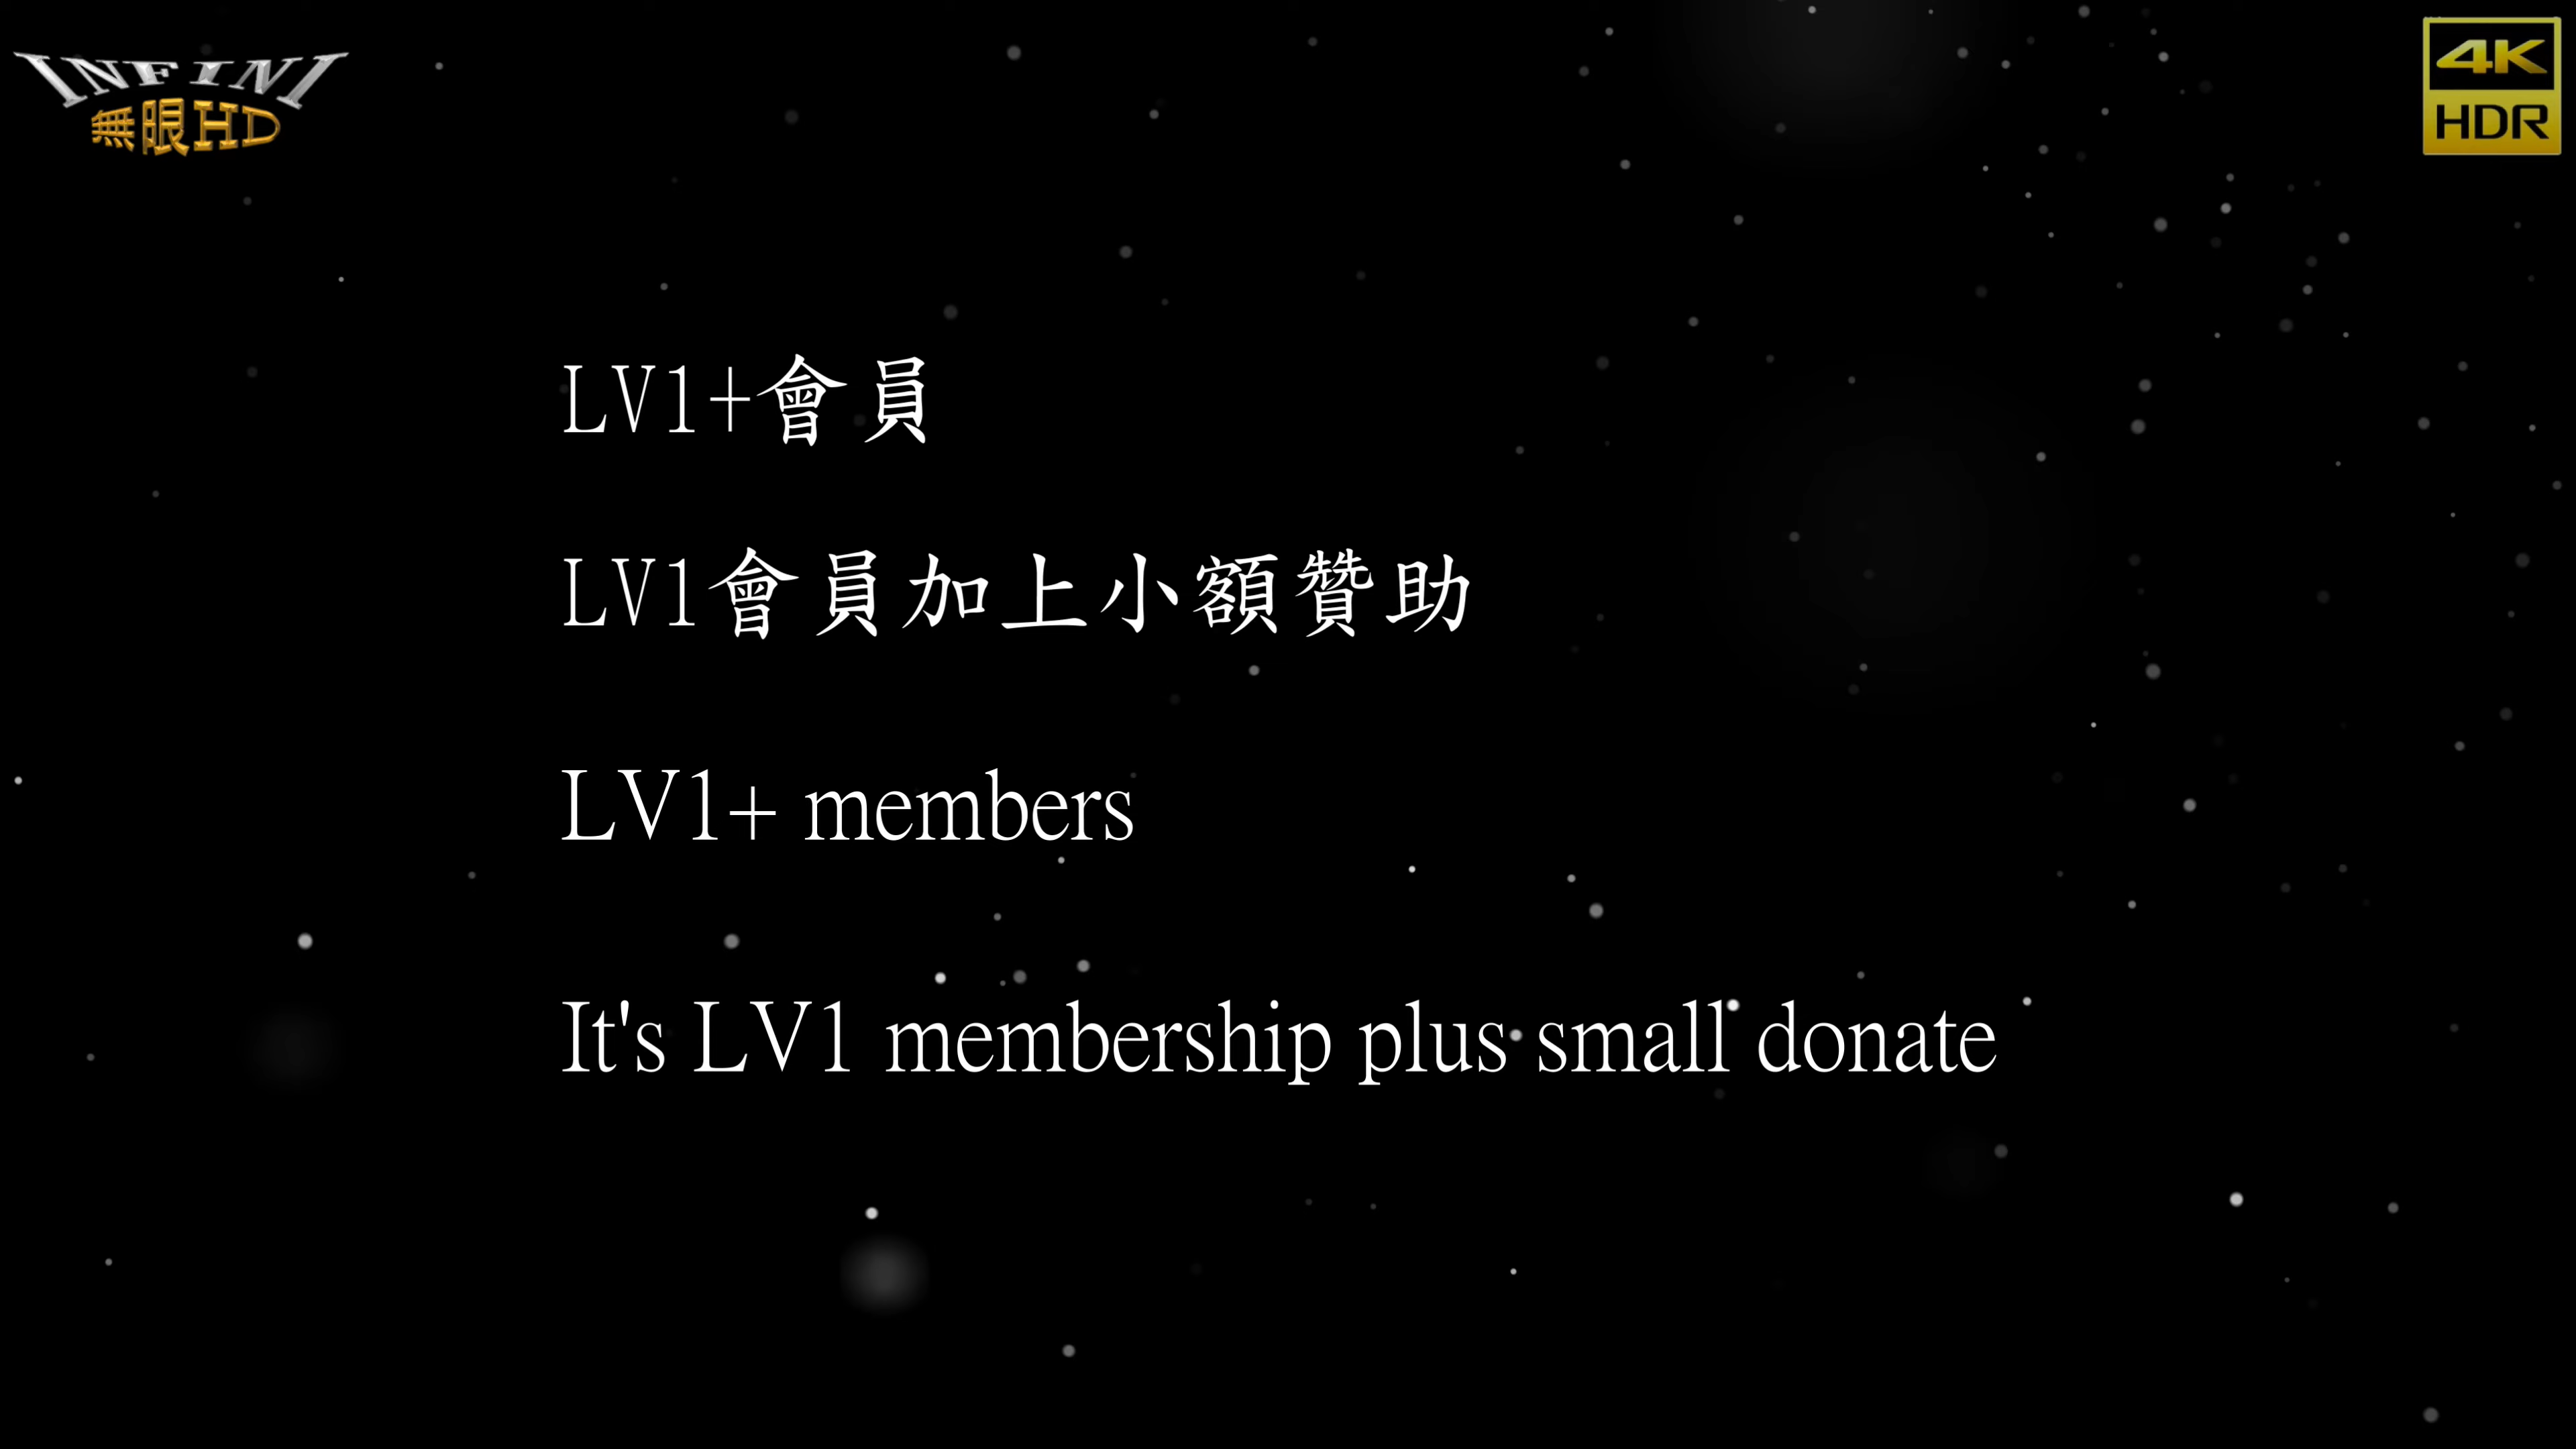 INFINI
無限HD
4K
HDR
LV1+會員
LV1會員加上小額贊助
LV1+ members
It's LV1 membership plus small donate